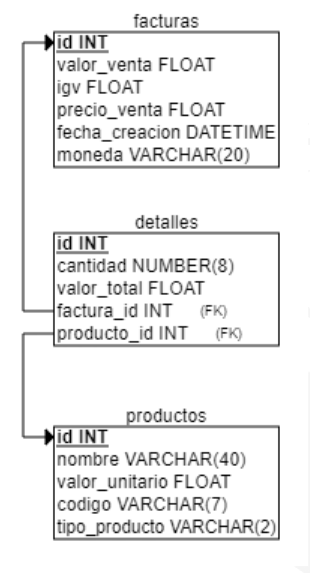 facturas
id INT
valor_venta FLOAT
igv FLOAT
precio_venta FLOAT
fecha_creacion DATETIME
moneda VARCHAR(20)
detalles
id INT
cantidad NUMBER(8)
valor_total FLOAT
factura_id INT (FK)
producto_id INT (FK)
productos
id INT
nombre VARCHAR(40)
valor_unitario FLOAT
codigo VARCHAR(7)
tipo_producto VARCHAR(2)